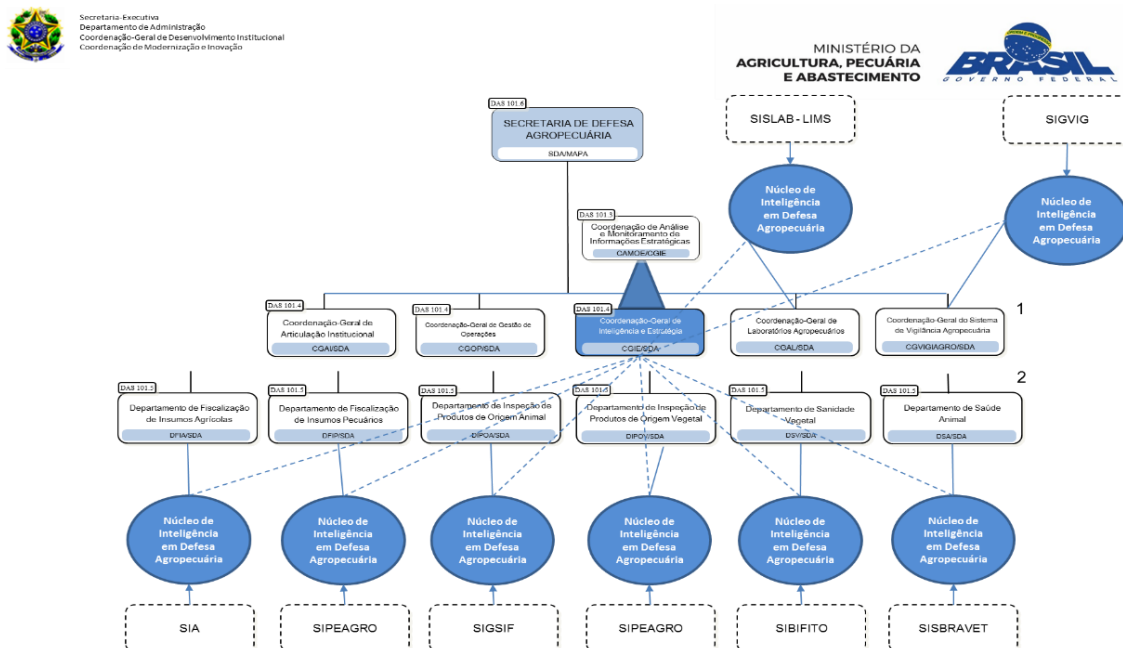 Secretaria-Executiva
Departamento de Administração
Coordenação-Geral de Desenvolvimento Institucional
Coordenação de Modernização e Inovação
MINISTÉRIO DA
AGRICULTURA, PECUÁRIA
E ABASTECIMENTO
BRASIL
GOVERNO FEDERAL
DAS 101.6
SECRETARIA DE DEFESA
AGROPECUÁRIA
SDA/MAPA
SISLAB - LIMS
SIGVIG
Núcleo de
Inteligência
em Defesa
Agropecuária
Núcleo de
Inteligência
em Defesa
Agropecuária
DAS 101.3
Coordenação de Análise
e Monitoramento de
Informações Estratégicas
CAMOE/CGIE
1
DAS 101.4
Coordenação-Geral de
Articulação Institucional
CGAI/SDA
DAS 101.4
Coordenação-Geral de Gestão de
Operações
CGOP/SDA
DAS 101.4
Coordenação-Geral de
Inteligência e Estratégia
CGIE/SDA
DAS 101.4
Coordenação-Geral de
Laboratórios Agropecuários
CGAL/SDA
DAS 101.4
Coordenação-Geral do Sistema
de Vigilância Agropecuária
CGVIGIAGRO/SDA
2
DAS 101.5
Departamento de Fiscalização
de Insumos Agrícolas
DFIA/SDA
DAS 101.5
Departamento de Fiscalização
de Insumos Pecuários
DFIP/SDA
DAS 101.5
Departamento de Inspeção de
Produtos de Origem Animal
DIPOA/SDA
DAS 101.5
Departamento de Inspeção de
Produtos de Origem Vegetal
DIPOV/SDA
DAS 101.5
Departamento de Sanidade
Vegetal
DSV/SDA
DAS 101.5
Departamento de Saúde
Animal
DSA/SDA
Núcleo de
Inteligência
em Defesa
Agropecuária
Núcleo de
Inteligência
em Defesa
Agropecuária
Núcleo de
Inteligência
em Defesa
Agropecuária
Núcleo de
Inteligência
em Defesa
Agropecuária
Núcleo de
Inteligência
em Defesa
Agropecuária
Núcleo de
Inteligência
em Defesa
Agropecuária
SIA
SIPEAGRO
SIGSIF
SIPEAGRO
SIBIFITO
SISBRAVET